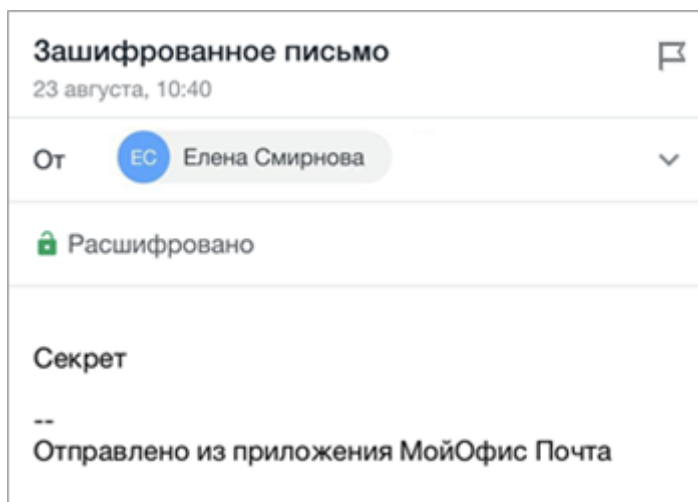 Зашифрованное письмо
23 августа, 10:40
От ЕС Елена Смирнова
Расшифровано
Секрет
--
Отправлено из приложения МойОфис Почта